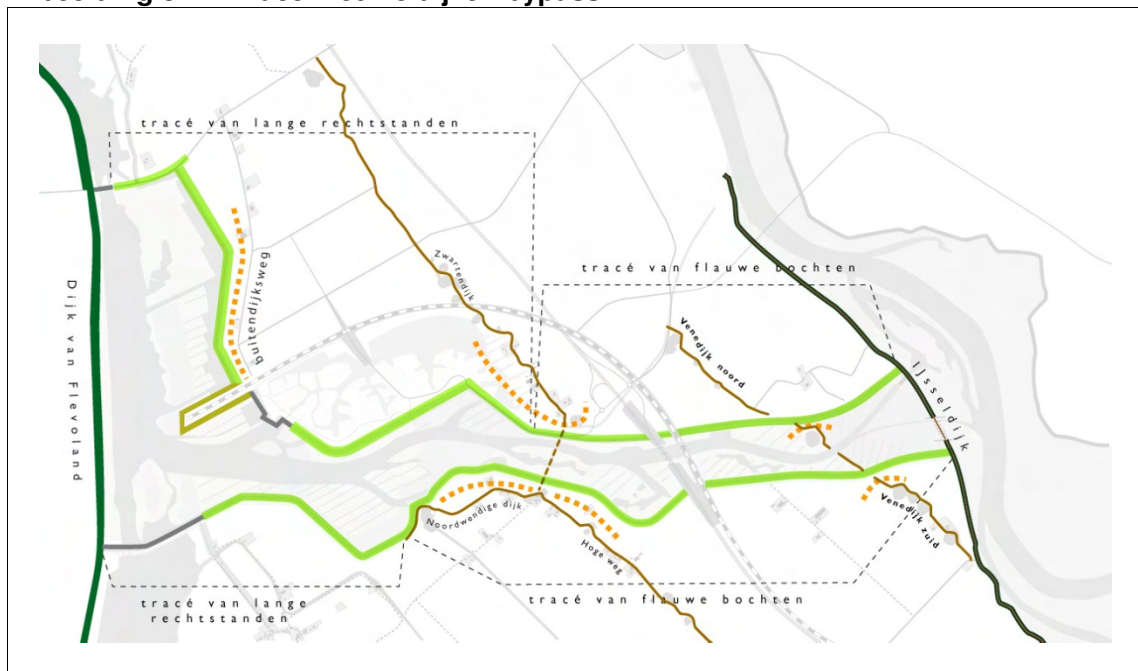 tracé van lange rechtstanden
tracé van flauwe bochten
Zwartendijk
buitendijksweg
Dijk van Flevoland
Venedijk noord
IJsseldijk
Noordwendige dijk
Hoge weg
Venedijk zuid
tracé van lange
rechtstanden
tracé van flauwe bochten